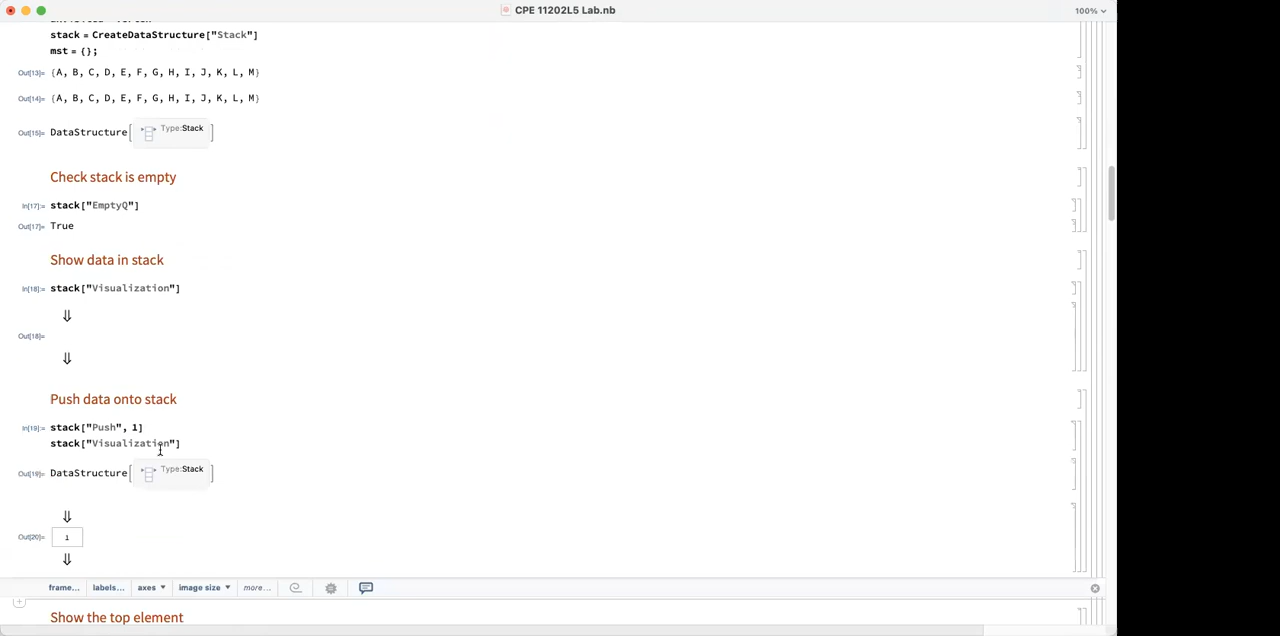 CPE 11202L5 Lab.nb
100%
stack = CreateDataStructure["Stack"]
mst = {};
Out[13]= {A, B, C, D, E, F, G, H, I, J, K, L, M}
Out[14]= {A, B, C, D, E, F, G, H, I, J, K, L, M}
Out[15]= DataStructure[ Type:Stack ]
Check stack is empty
In[17]:= stack["EmptyQ"]
Out[17]= True
Show data in stack
In[18]:= stack["Visualization"]
⇓
Out[18]=
⇓
Push data onto stack
In[19]:= stack["Push", 1]
stack["Visualization"]
Out[19]= DataStructure[ Type:Stack ]
⇓
Out[20]= 1
⇓
frame... labels... axes image size more...
Show the top element